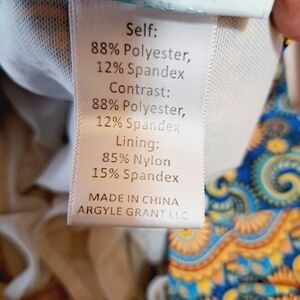 Self:
88% Polyester,
12% Spandex
Contrast:
88% Polyester,
12% Spandex
Lining:
85% Nylon
15% Spandex
MADE IN CHINA
ARGYLE GRANT LLC